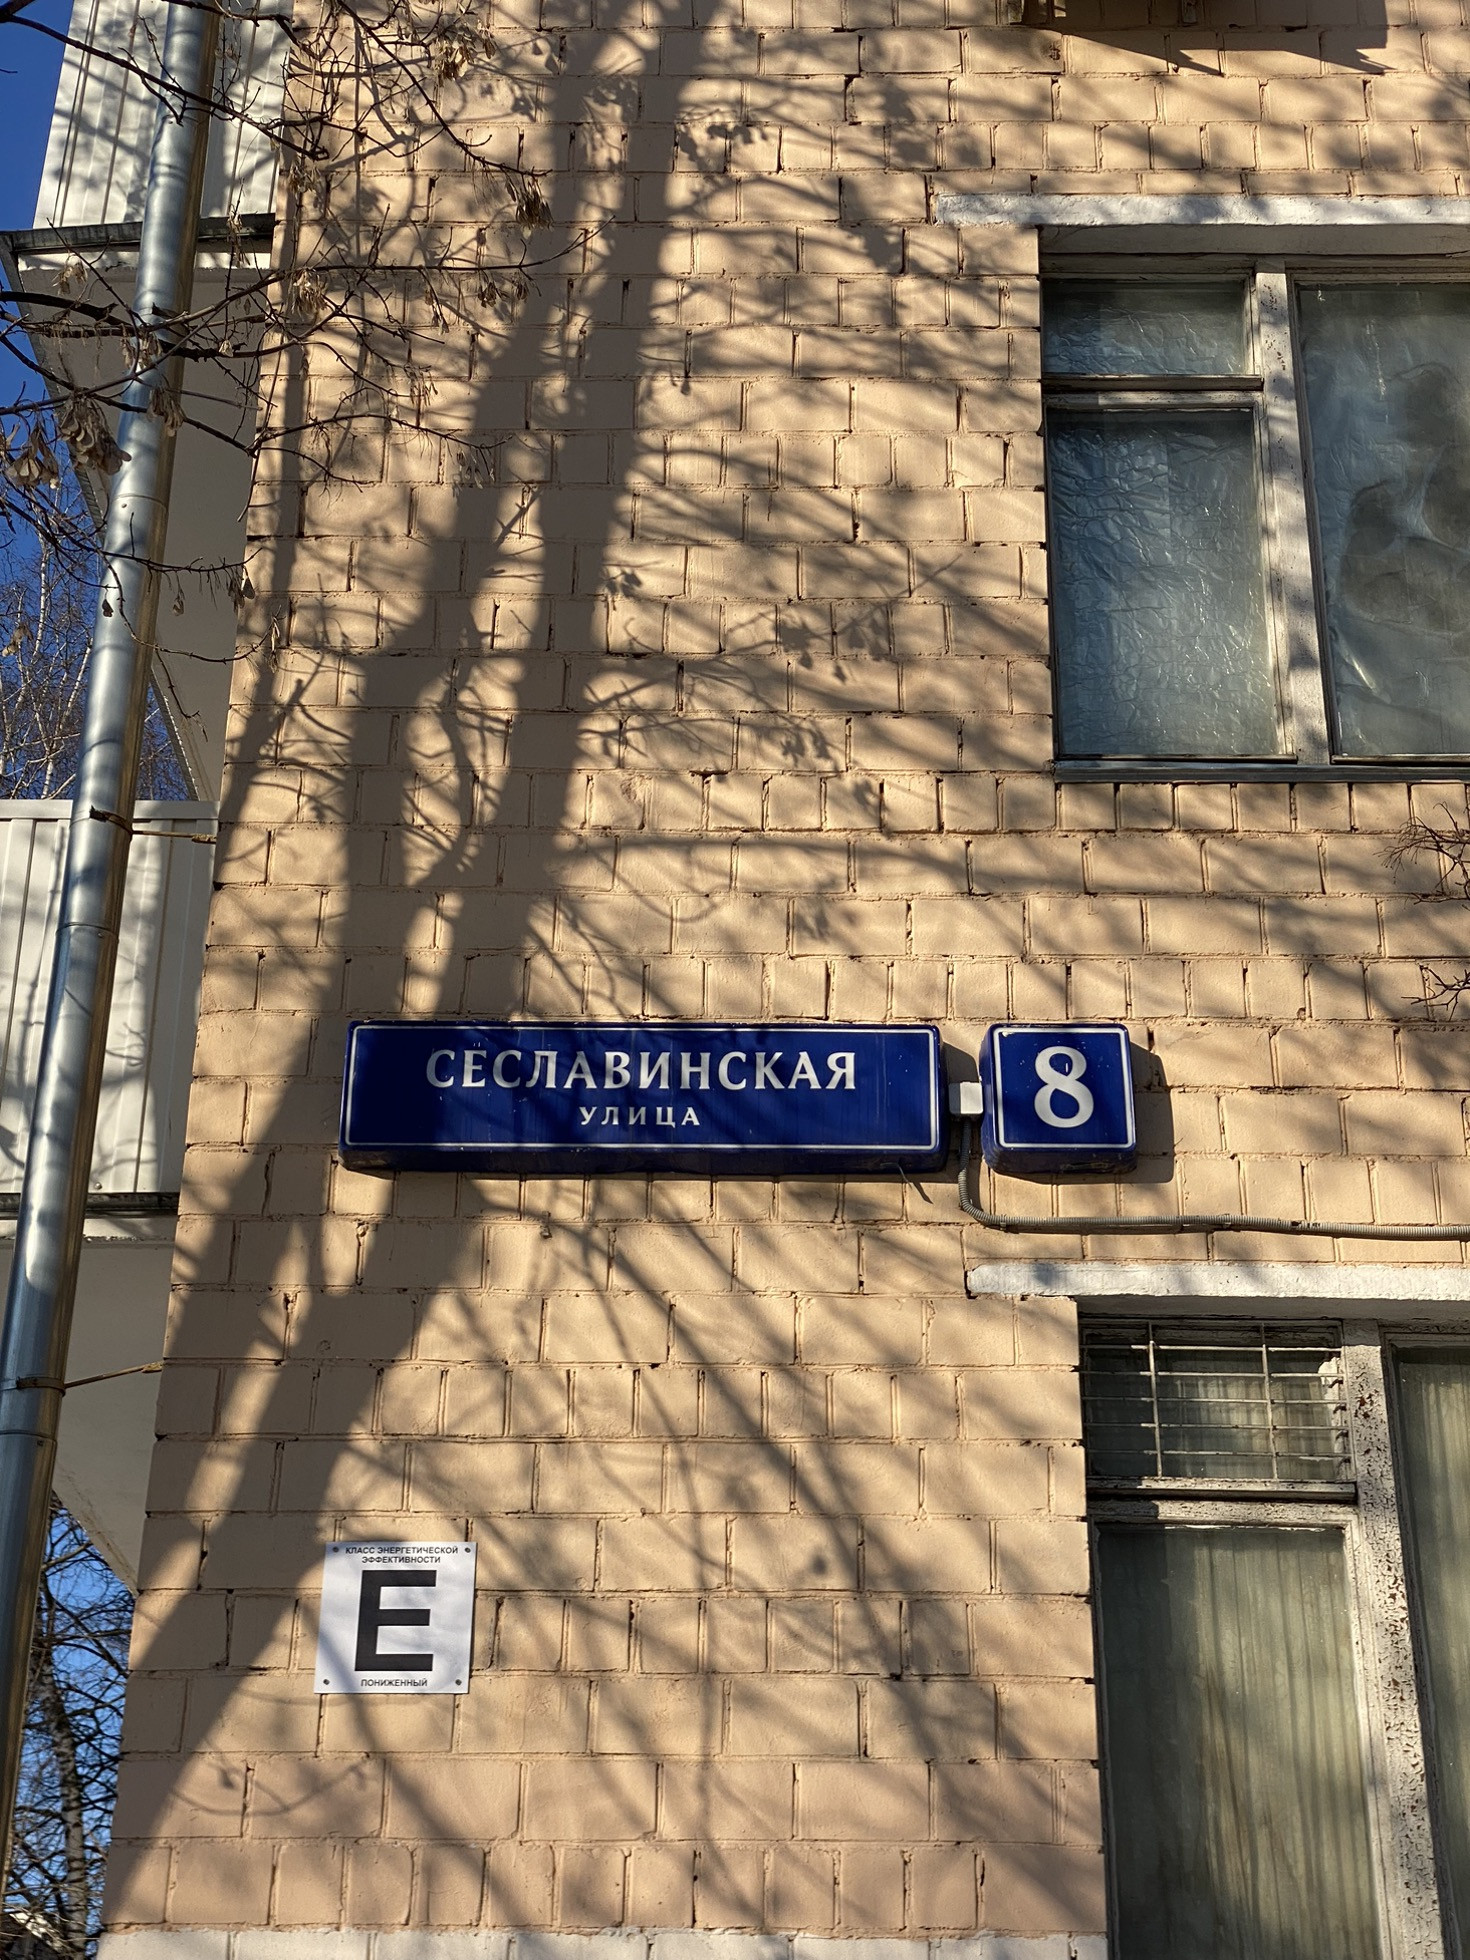 СЕСЛАВИНСКАЯ
УЛИЦА
8
КЛАСС ЭНЕРГЕТИЧЕСКОЙ
ЭФФЕКТИВНОСТИ
E
ПОНИЖЕННЫЙ